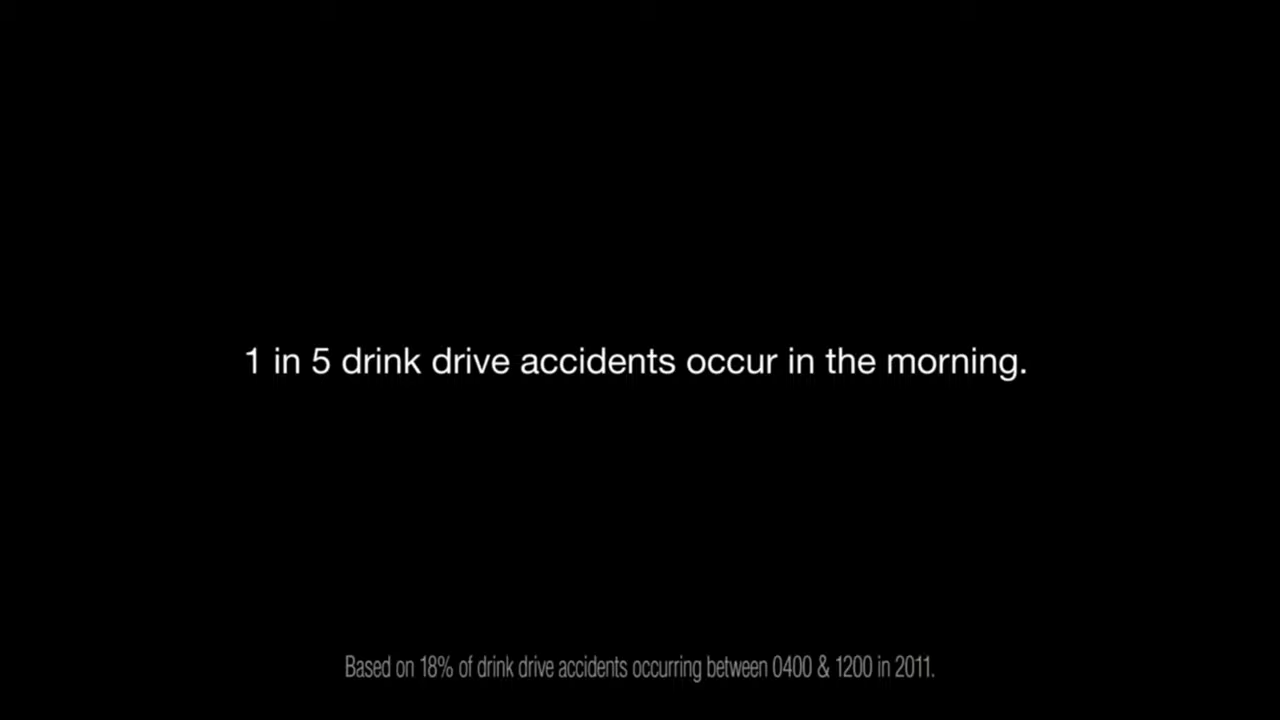 1 in 5 drink drive accidents occur in the morning.
Based on 18% of drink drive accidents occurring between 0400 & 1200 in 2011.